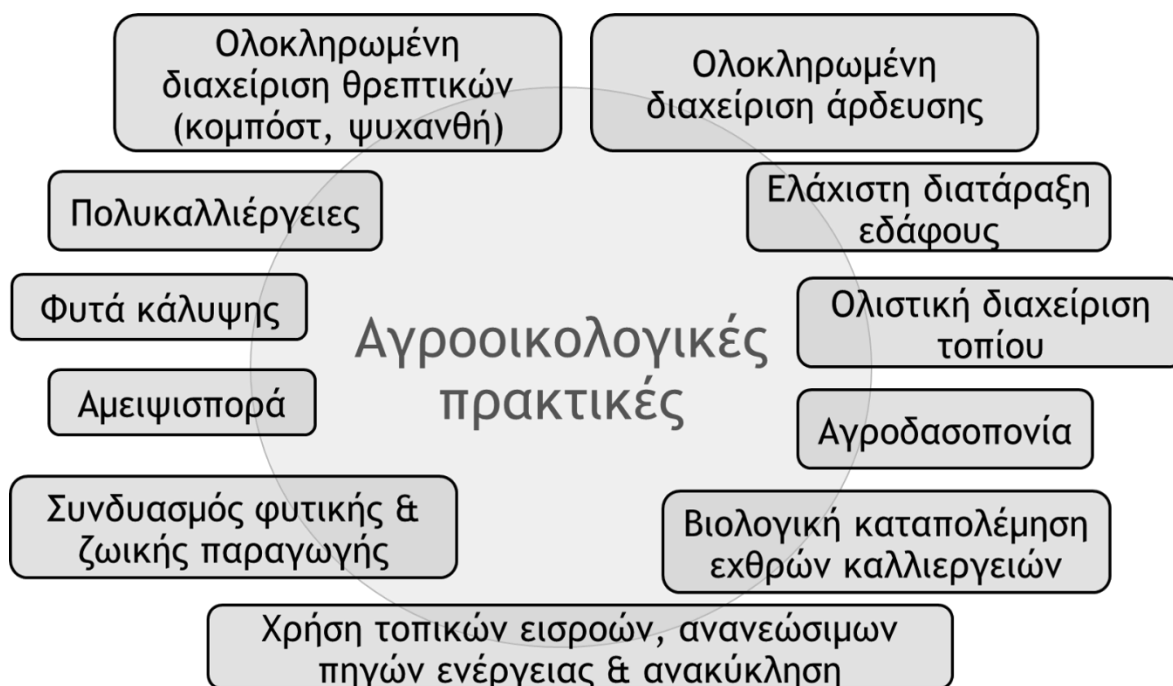 Ολοκληρωμένη
διαχείριση θρεπτικών
(κομπόστ, ψυχανθή)
Ολοκληρωμένη
διαχείριση άρδευσης
Πολυκαλλιέργειες
Ελάχιστη διατάραξη
εδάφους
Φυτά κάλυψης
Ολιστική διαχείριση
τοπίου
Αγροοικολογικές
πρακτικές
Αμειψισπορά
Αγροδασοπονία
Συνδυασμός φυτικής &
ζωικής παραγωγής
Βιολογική καταπολέμηση
εχθρών καλλιεργειών
Χρήση τοπικών εισροών, ανανεώσιμων
πηγών ενέργειας & ανακύκληση